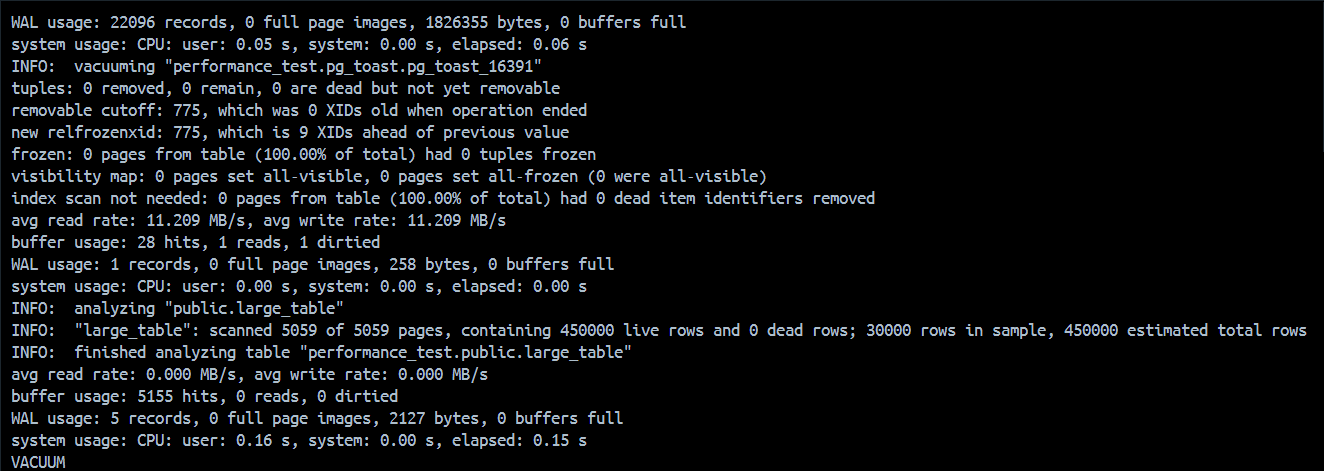 WAL usage: 22096 records, 0 full page images, 1826355 bytes, 0 buffers full
system usage: CPU: user: 0.05 s, system: 0.00 s, elapsed: 0.06 s
INFO:  vacuuming "performance_test.pg_toast.pg_toast_16391"
tuples: 0 removed, 0 remain, 0 are dead but not yet removable
removable cutoff: 775, which was 0 XIDs old when operation ended
new relfrozenxid: 775, which is 9 XIDs ahead of previous value
frozen: 0 pages from table (100.00% of total) had 0 tuples frozen
visibility map: 0 pages set all-visible, 0 pages set all-frozen (0 were all-visible)
index scan not needed: 0 pages from table (100.00% of total) had 0 dead item identifiers removed
avg read rate: 11.209 MB/s, avg write rate: 11.209 MB/s
buffer usage: 28 hits, 1 reads, 1 dirtied
WAL usage: 1 records, 0 full page images, 258 bytes, 0 buffers full
system usage: CPU: user: 0.00 s, system: 0.00 s, elapsed: 0.00 s
INFO:  analyzing "public.large_table"
INFO:  "large_table": scanned 5059 of 5059 pages, containing 450000 live rows and 0 dead rows; 30000 rows in sample, 450000 estimated total rows
INFO:  finished analyzing table "performance_test.public.large_table"
avg read rate: 0.000 MB/s, avg write rate: 0.000 MB/s
buffer usage: 5155 hits, 0 reads, 0 dirtied
WAL usage: 5 records, 0 full page images, 2127 bytes, 0 buffers full
system usage: CPU: user: 0.16 s, system: 0.00 s, elapsed: 0.15 s
VACUUM